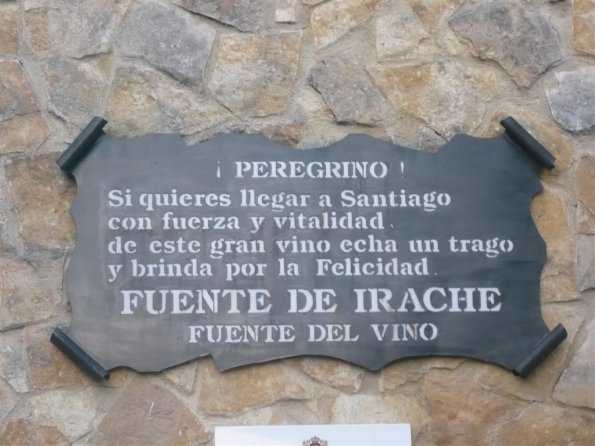 ¡ PEREGRINO !
Si quieres llegar a Santiago
con fuerza y vitalidad,
de este gran vino echa un trago
y brinda por la Felicidad.
FUENTE DE IRACHE
FUENTE DEL VINO